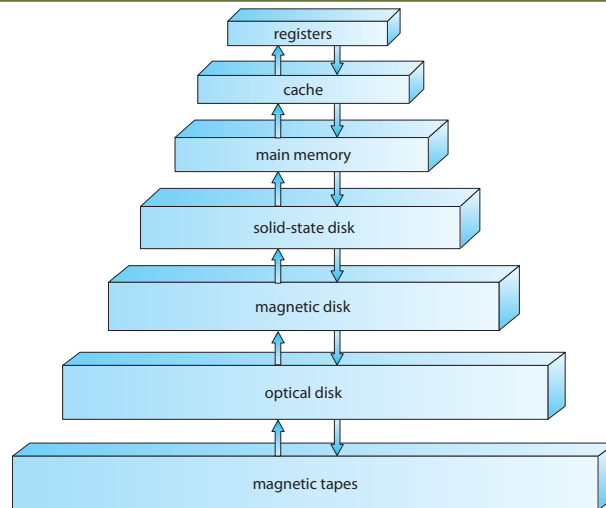 registers
cache
main memory
solid-state disk
magnetic disk
optical disk
magnetic tapes